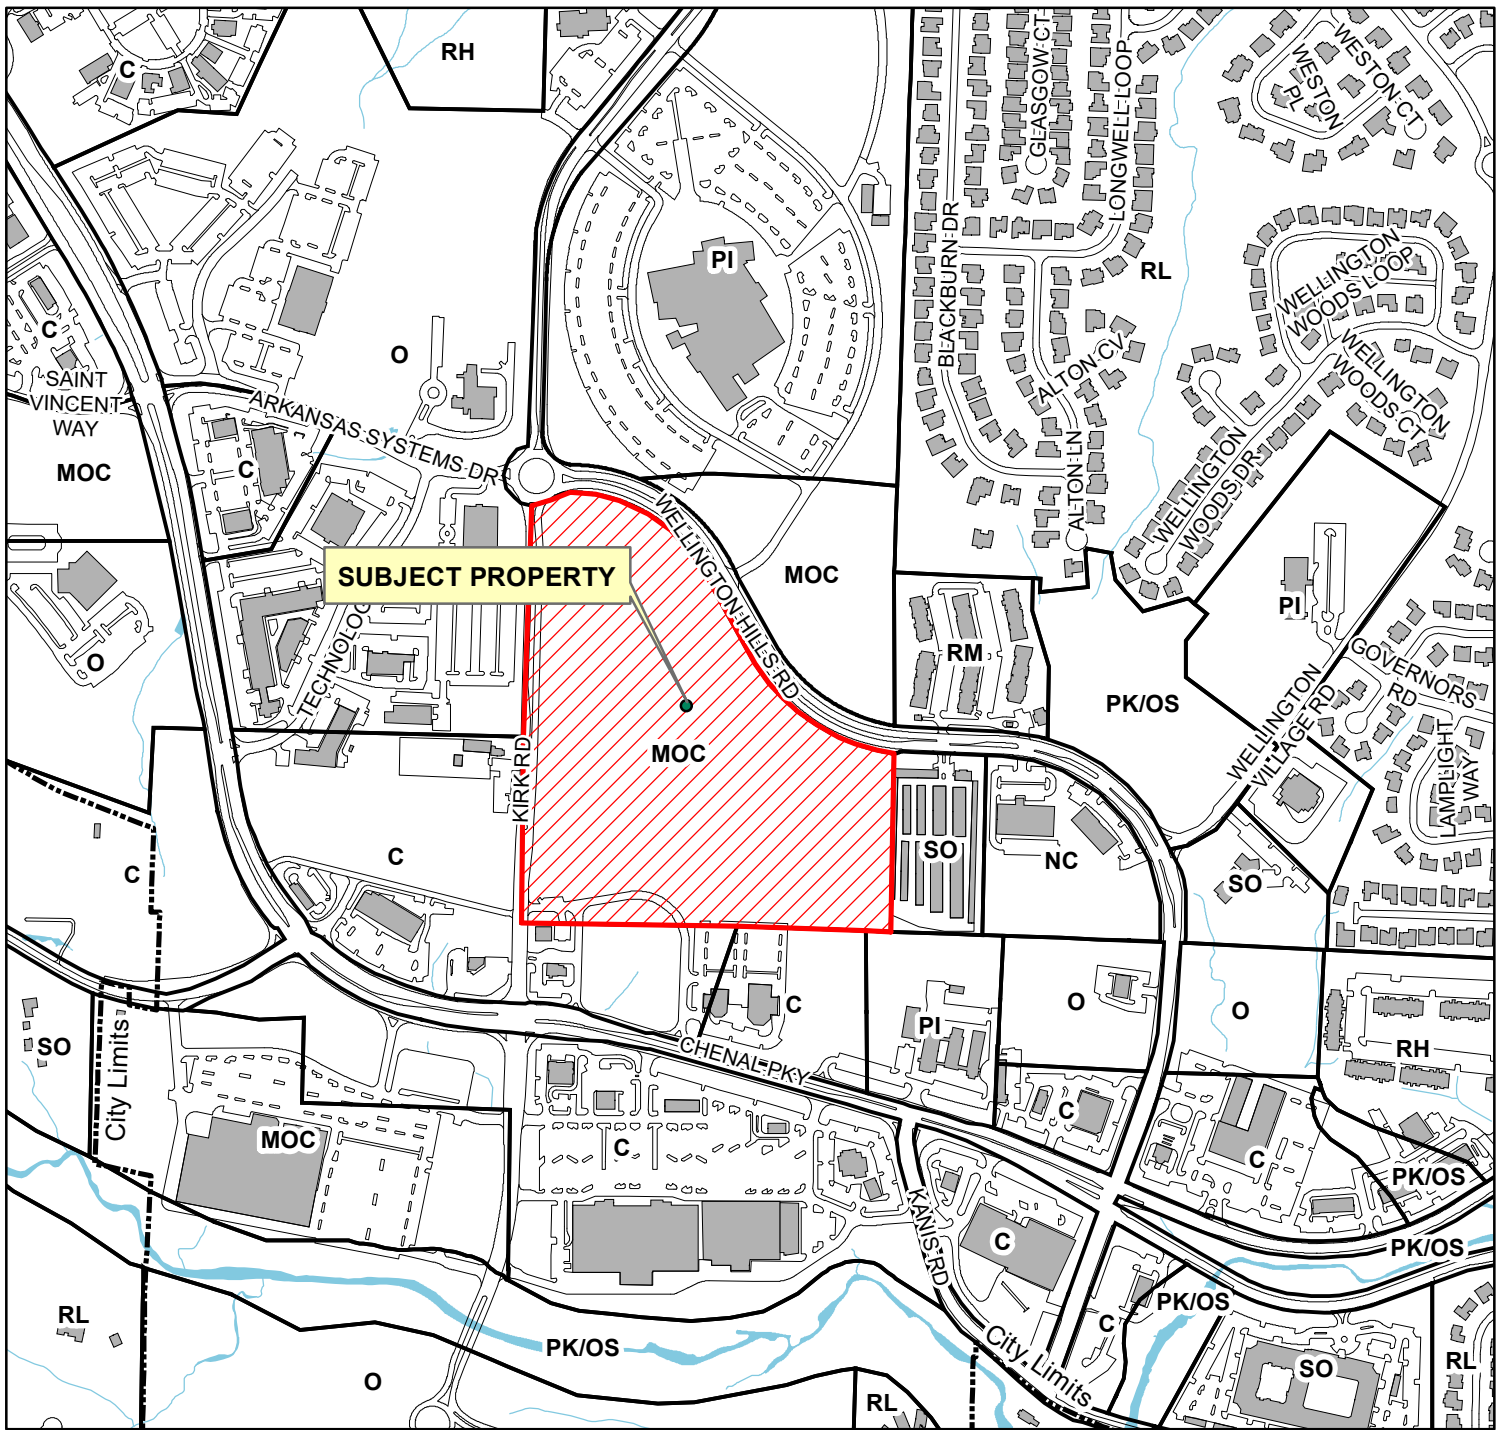 C
RH
GLASGOW CT
LONGWELL LOOP
WESTON
PL
WESTON CT
BLACKBURN DR
PI
RL
WELLINGTON
WOODS LOOP
C
O
SAINT
VINCENT
WAY
ARKANSAS SYSTEMS DR
ALTON CV
WELLINGTON
WOODS CT
MOC
C
ALTON LN
WELLINGTON
WOODS DR
WELLINGTON HILLS RD
SUBJECT PROPERTY
MOC
PI
TECHNOLOG
O
RM
GOVERNORS
RD
PK/OS
WELLINGTON
VILLAGE RD
KIRK RD
MOC
LAMPLIGHT
WAY
C
C
SO
NC
SO
C
PI
O
O
SO
City Limits
CHENAL PKY
RH
MOC
C
C
C
PK/OS
KANIS RD
C
PK/OS
PK/OS
RL
C
PK/OS
City Limits
SO
RL
O
RL